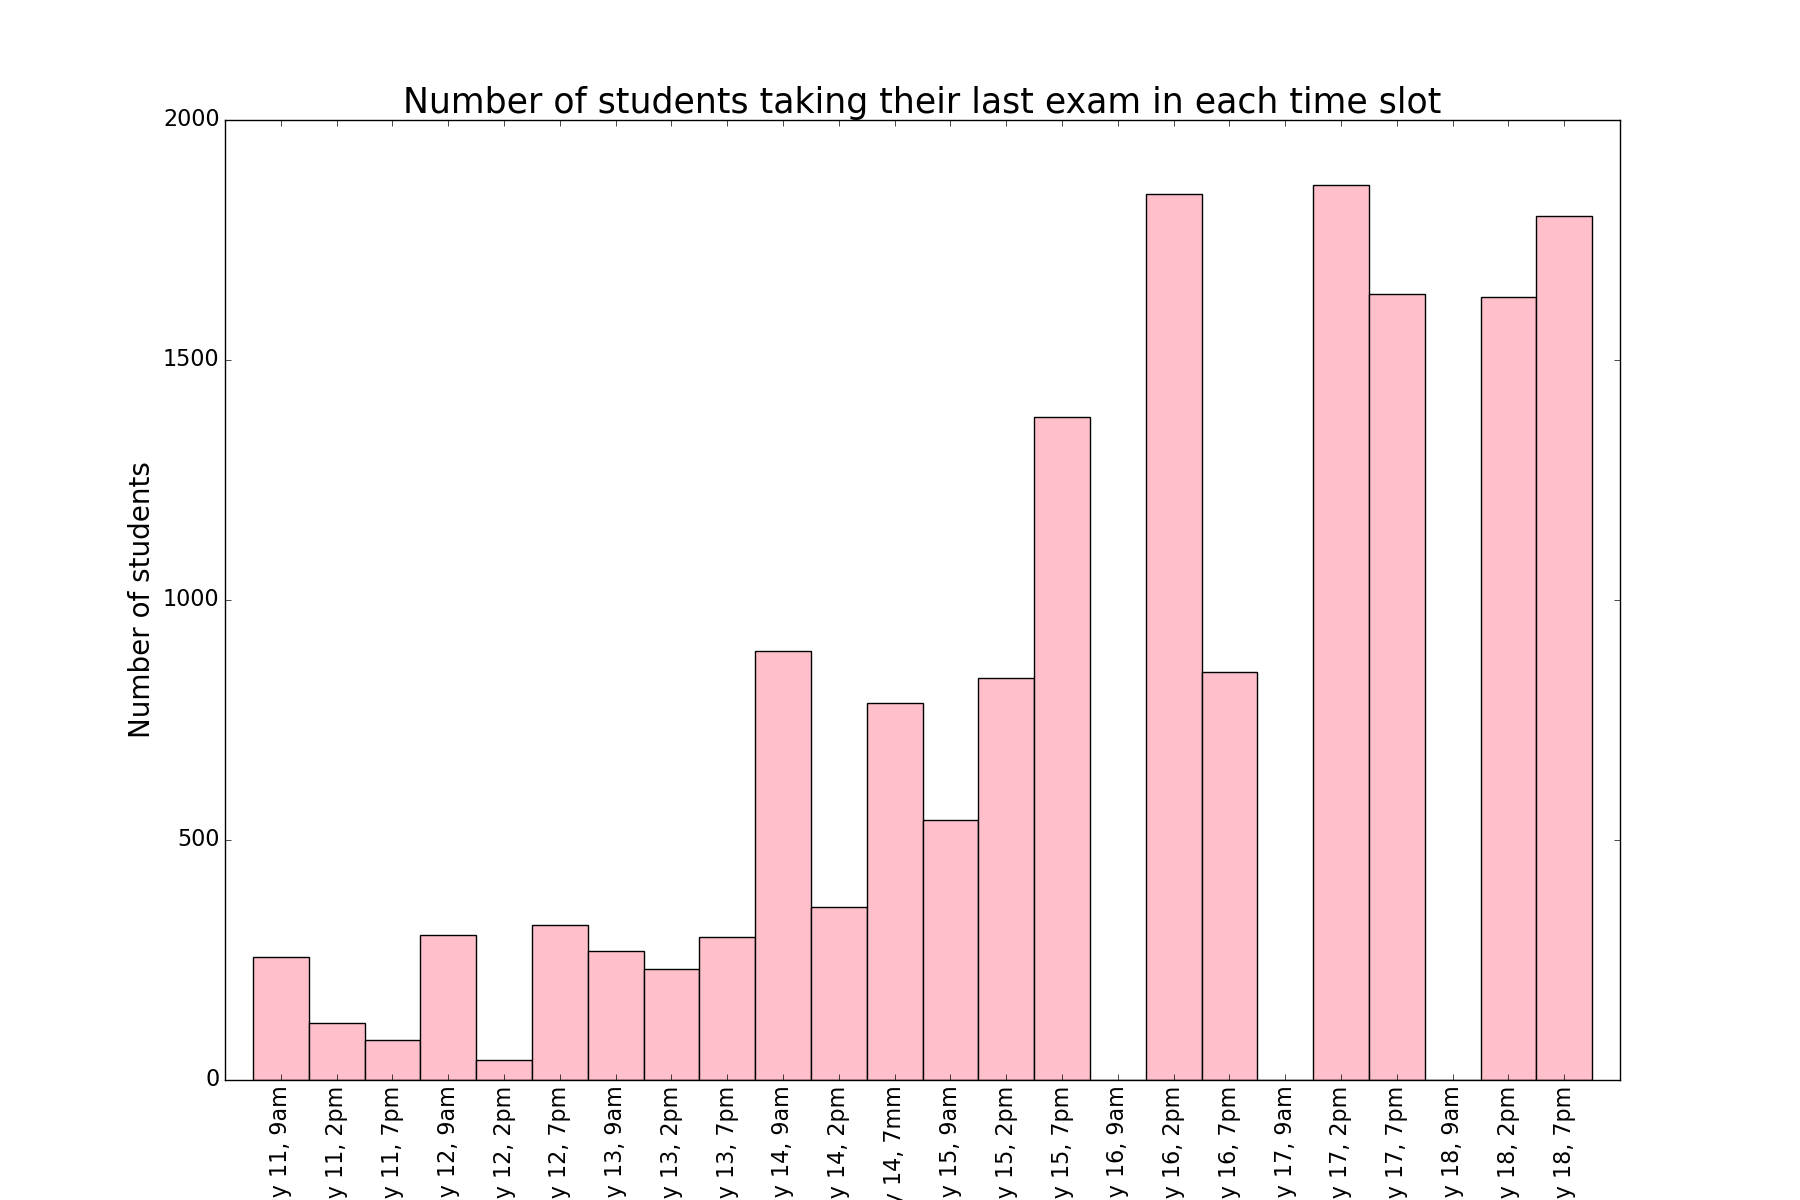 Number of students taking their last exam in each time slot
Number of students
2000
1500
1000
500
0
y 11, 9am
y 11, 2pm
y 11, 7pm
y 12, 9am
y 12, 2pm
y 12, 7pm
y 13, 9am
y 13, 2pm
y 13, 7pm
y 14, 9am
y 14, 2pm
y 14, 7mm
y 15, 9am
y 15, 2pm
y 15, 7pm
y 16, 9am
y 16, 2pm
y 16, 7pm
y 17, 9am
y 17, 2pm
y 17, 7pm
y 18, 9am
y 18, 2pm
y 18, 7pm